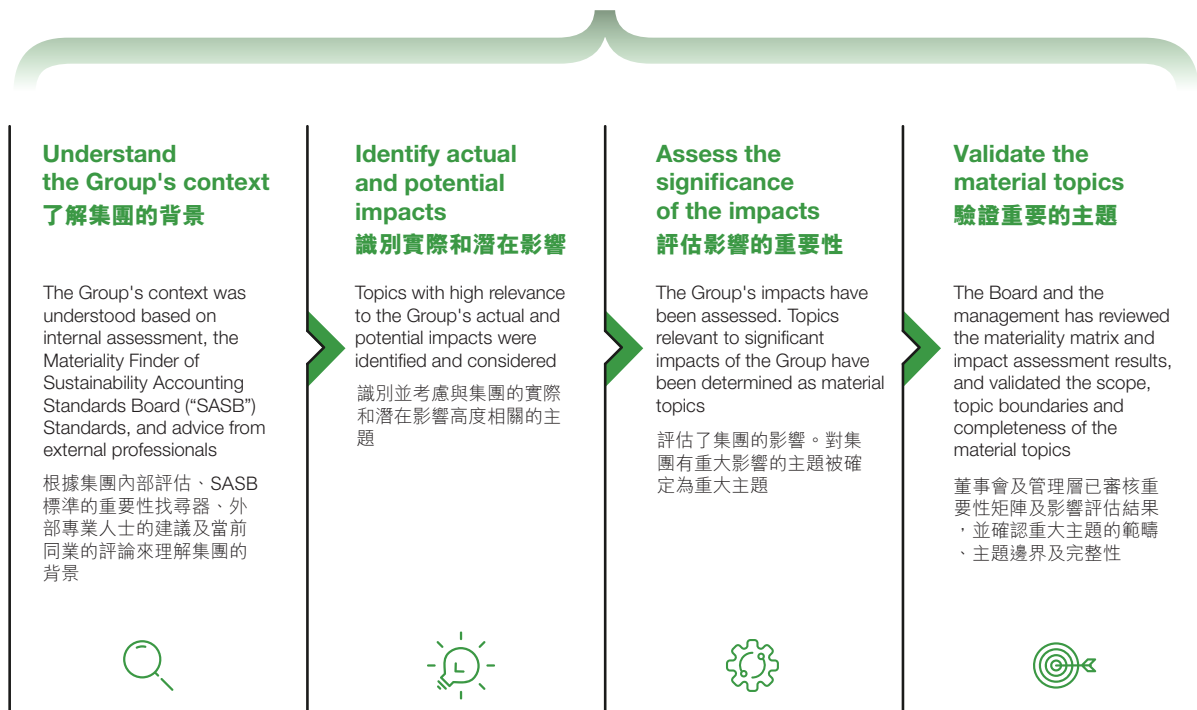 Understand
the Group's context
了解集團的背景
The Group's context was
understood based on
internal assessment, the
Materiality Finder of
Sustainability Accounting
Standards Board (“SASB”)
Standards, and advice from
external professionals
根據集團內部評估、SASB
標準的重要性找尋器、外
部專業人士的建議及當前
同業的評論來理解集團的
背景
Identify actual
and potential
impacts
識別實際和潛在影響
Topics with high relevance
to the Group's actual and
potential impacts were
identified and considered
識別並考慮與集團的實際
和潛在影響高度相關的主
題
Assess the
significance
of the impacts
評估影響的重要性
The Group's impacts have
been assessed. Topics
relevant to significant
impacts of the Group have
been determined as material
topics
評估了集團的影響。對集
團有重大影響的主題被確
定為重大主題
Validate the
material topics
驗證重要的主題
The Board and the
management has reviewed
the materiality matrix and
impact assessment results,
and validated the scope,
topic boundaries and
completeness of the
material topics
董事會及管理層已審核重
要性矩陣及影響評估結果
，並確認重大主題的範疇
、主題邊界及完整性